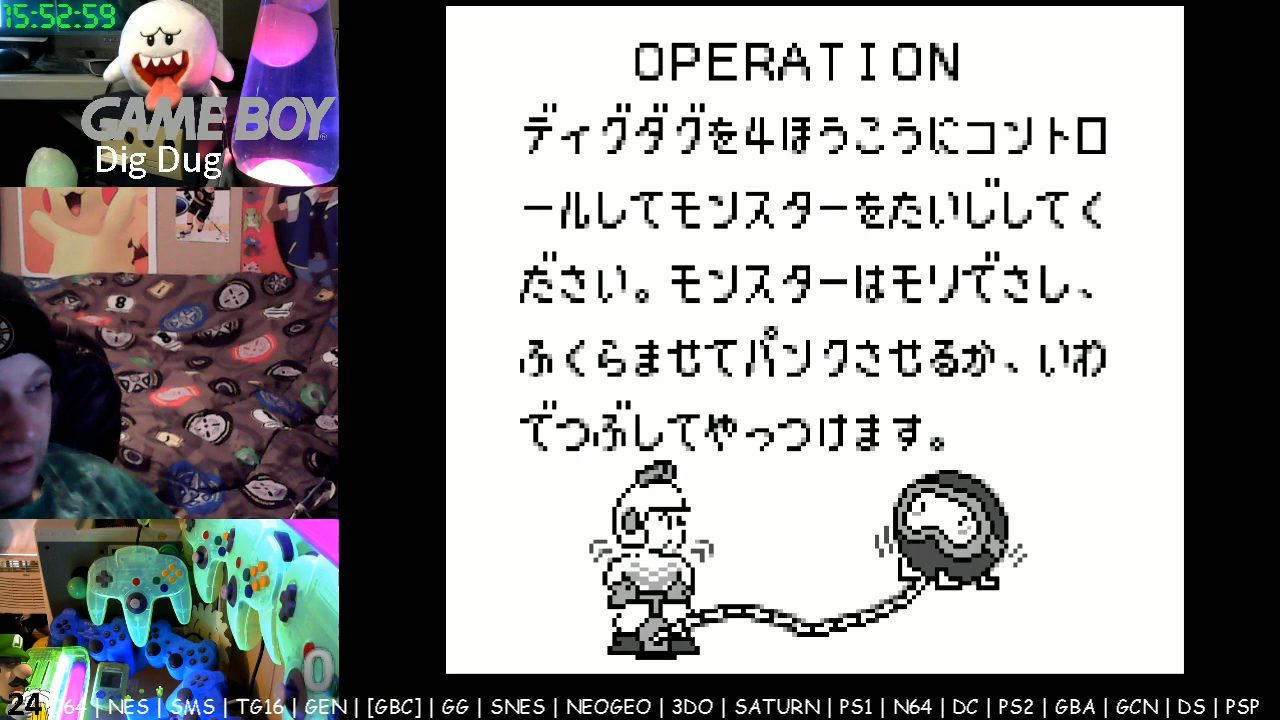 15:52:59
GAME BOY
Dig Dug
OPERATION
ディグダグを4ほうこうにコントロ
ールしてモンスターをたいじしてく
ださい。モンスターはモリでさし、
ふくらませてパンクさせるか、いわ
でつぶしてやっつけます。
0
24
64 | NES | SMS | TG16 | GEN | [GBC] | GG | SNES | NEOGEO | 3DO | SATURN | PS1 | N64 | DC | PS2 | GBA | GCN | DS | PSP